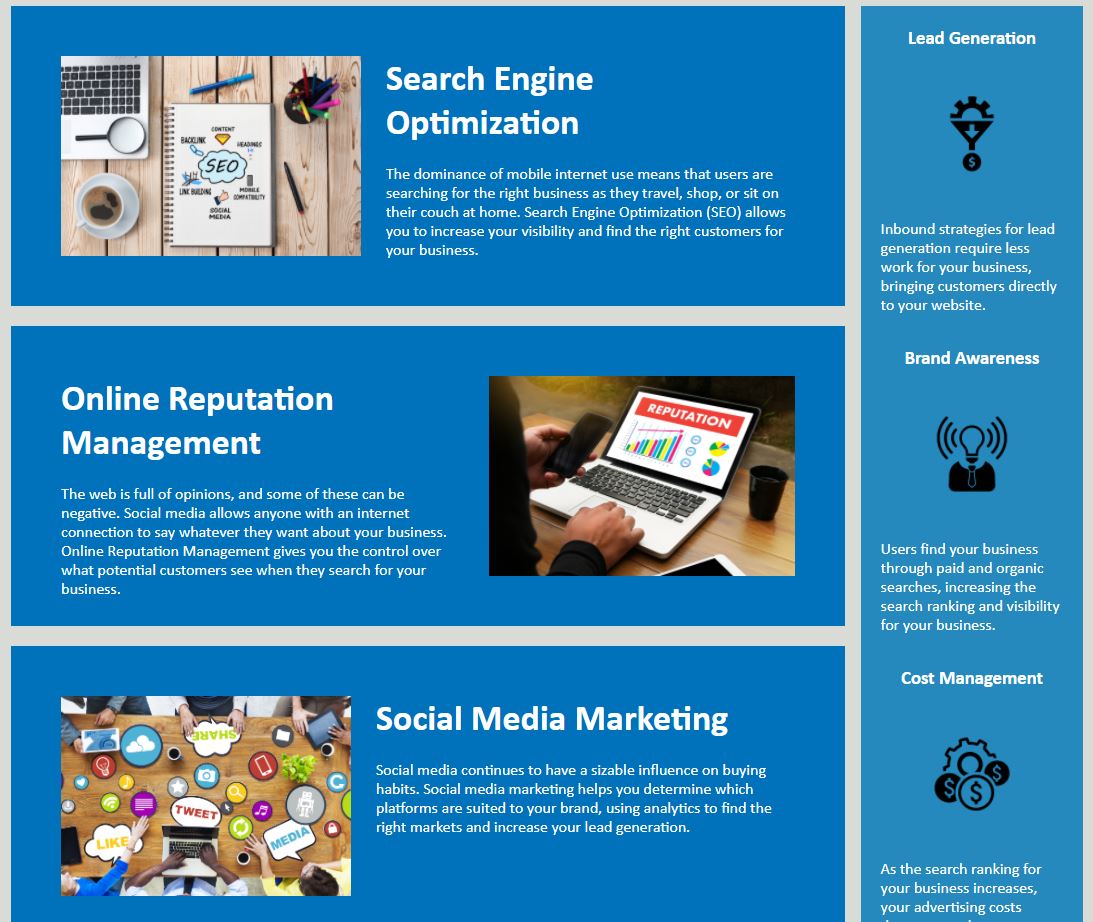 Search Engine
Optimization
The dominance of mobile internet use means that users are
searching for the right business as they travel, shop, or sit on
their couch at home. Search Engine Optimization (SEO) allows
you to increase your visibility and find the right customers for
your business.
CONTENT
BACKLINK
HEADINGS
SEO
LINK BUILDING
MOBILE
COMPATIBILITY
SOCIAL
MEDIA
Online Reputation
Management
The web is full of opinions, and some of these can be
negative. Social media allows anyone with an internet
connection to say whatever they want about your business.
Online Reputation Management gives you the control over
what potential customers see when they search for your
business.
REPUTATION
Social Media Marketing
Social media continues to have a sizable influence on buying
habits. Social media marketing helps you determine which
platforms are suited to your brand, using analytics to find the
right markets and increase your lead generation.
SHARE
TWEET
LIKE
MEDIA
Lead Generation
$
Inbound strategies for lead
generation require less
work for your business,
bringing customers directly
to your website.
Brand Awareness
Users find your business
through paid and organic
searches, increasing the
search ranking and visibility
for your business.
Cost Management
$ $ $
As the search ranking for
your business increases,
your advertising costs